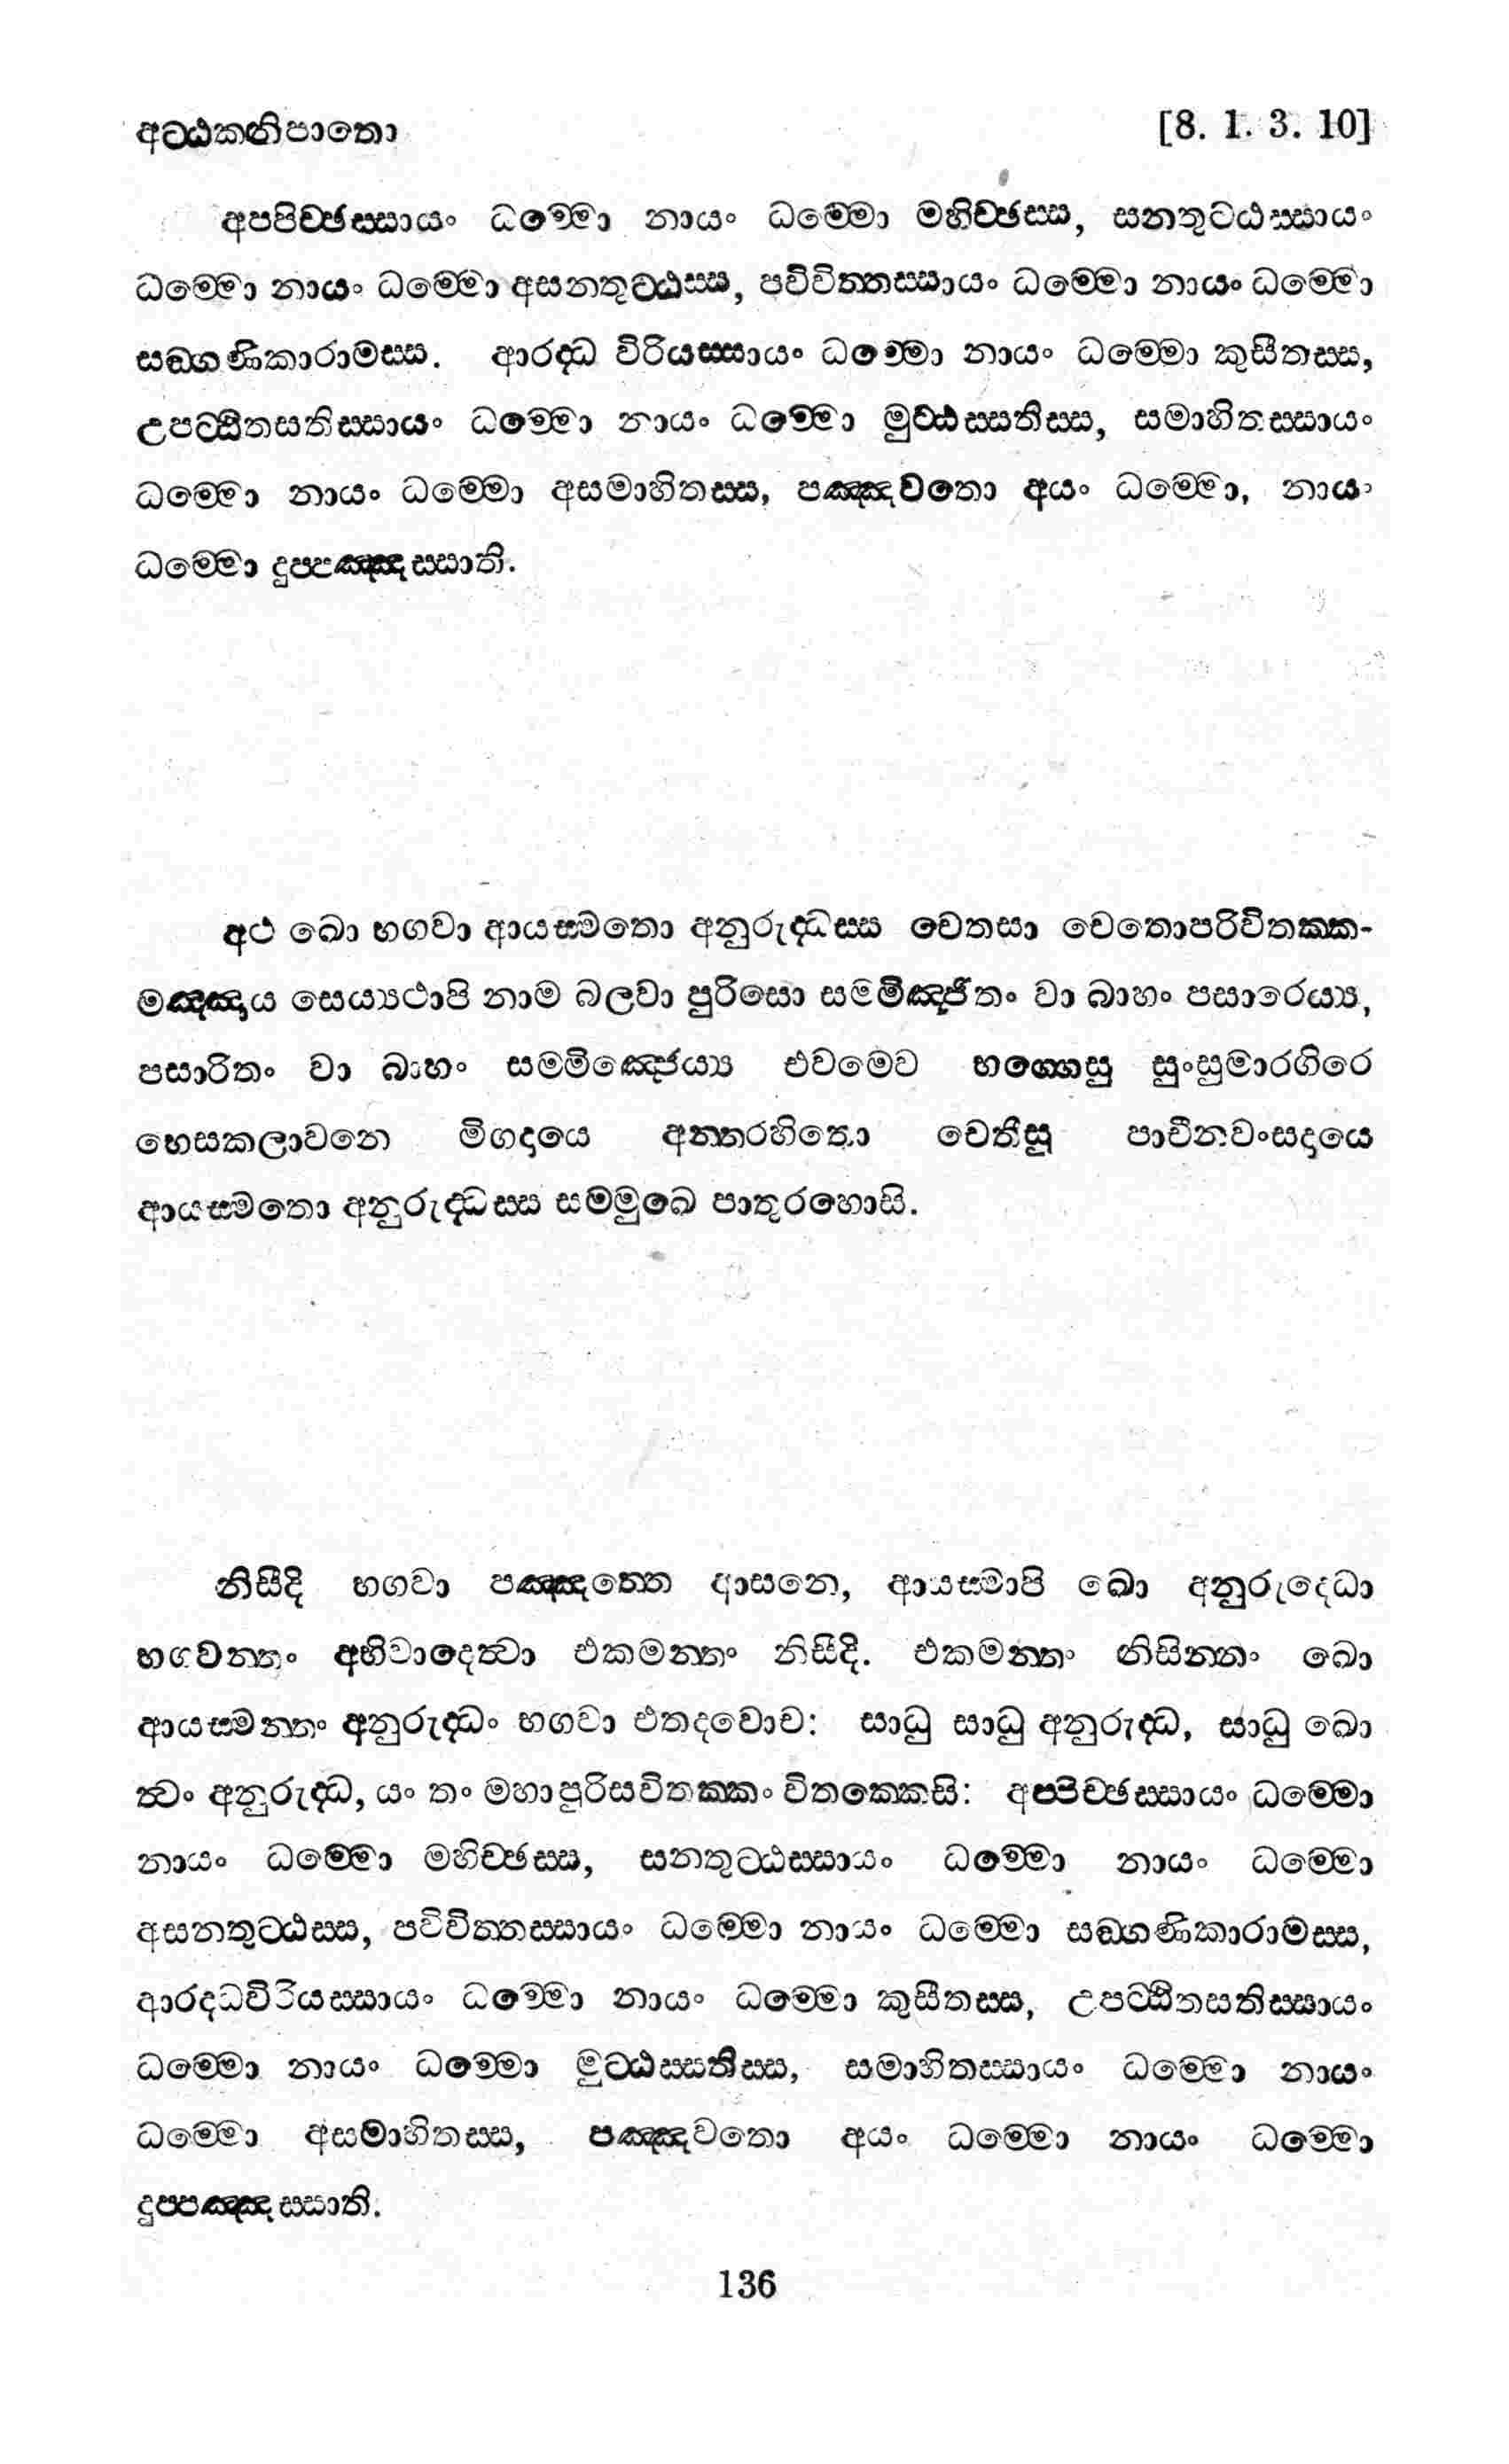 අට්ඨකනිපාතො [8. 1. 3. 10]
අප්පිච්ඡස්සායං ධම්මො නායං ධම්මො මහිච්ඡස්ස, සන්තුට්ඨස්සායං
ධම්මො නායං ධම්මො අසන්තුට්ඨස්ස, පවිවිත්තස්සායං ධම්මො නායං ධම්මො
සඞ්ගණිකාරාමස්ස. ආරද්ධ විරියස්සායං ධම්මො නායං ධම්මො කුසීතස්ස,
උපට්ඨිතසතිස්සායං ධම්මො නායං ධම්මො මුට්ඨස්සතිස්ස, සමාහිතස්සායං
ධම්මො නායං ධම්මො අසමාහිතස්ස, පඤ්ඤවතො අයං ධම්මො, නායං
ධම්මො දුප්පඤ්ඤස්සාති.
අථ ඛො භගවා ආයස්මතො අනුරුද්ධස්ස චෙතසා චෙතොපරිවිතක්ක-
මඤ්ඤාය සෙය්‍යථාපි නාම බලවා පුරිසො සම්මිඤ්ජිතං වා බාහං පසාරෙය්‍ය,
පසාරිතං වා බාහං සම්මිඤ්ජෙය්‍ය එවමෙව භග්ගෙසු සුංසුමාරගිරෙ
භෙසකලාවනෙ මිගදායෙ අන්තරහිතො චෙතීසු පාචීනවංසදායෙ
ආයස්මතො අනුරුද්ධස්ස සම්මුඛෙ පාතුරහොසි.
නිසීදි භගවා පඤ්ඤත්තෙ ආසනෙ, ආයස්මාපි ඛො අනුරුද්ධො
භගවන්තං අභිවාදෙත්‍වා එකමන්තං නිසීදි. එකමන්තං නිසින්නං ඛො
ආයස්මන්තං අනුරුද්ධං භගවා එතදවොච: සාධු සාධු අනුරුද්ධ, සාධු ඛො
ත්‍වං අනුරුද්ධ, යං තං මහාපුරිසවිතක්කං විතක්කෙසි: අප්පිච්ඡස්සායං ධම්මො
නායං ධම්මො මහිච්ඡස්ස, සන්තුට්ඨස්සායං ධම්මො නායං ධම්මො
අසන්තුට්ඨස්ස, පවිවිත්තස්සායං ධම්මො නායං ධම්මො සඞ්ගණිකාරාමස්ස,
ආරද්ධවිරියස්සායං ධම්මො නායං ධම්මො කුසීතස්ස, උපට්ඨිතසතිස්සායං
ධම්මො නායං ධම්මො මුට්ඨස්සතිස්ස, සමාහිතස්සායං ධම්මො නායං
ධම්මො අසමාහිතස්ස, පඤ්ඤවතො අයං ධම්මො නායං ධම්මො
දුප්පඤ්ඤස්සාති.
136